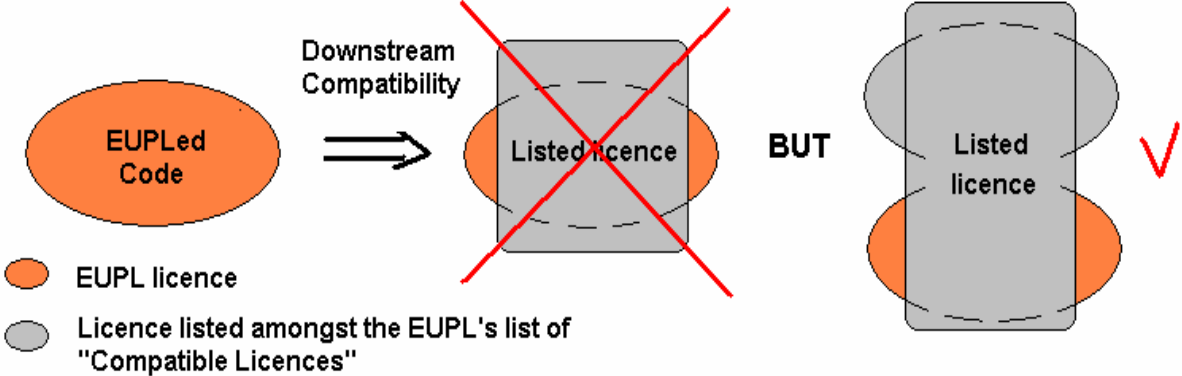 Downstream
Compatibility
EUPLed
Code
Listed licence
BUT
Listed
licence
EUPL licence
Licence listed amongst the EUPL's list of
"Compatible Licences"